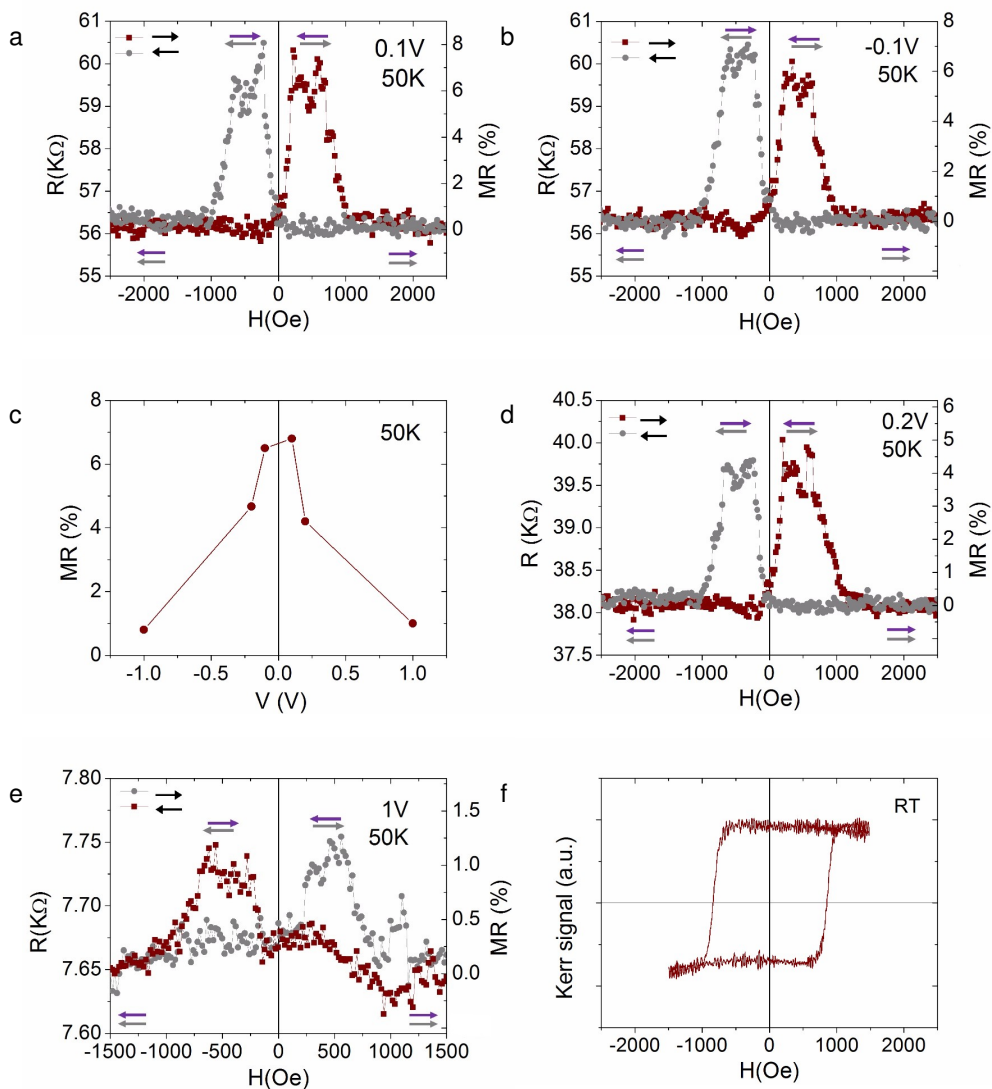 a
0.1V
50K
61
60
59
58
57
56
55
R(KΩ)
8
6
4
2
0
MR (%)
-2000 -1000 0 1000 2000
H(Oe)
b
-0.1V
50K
61
60
59
58
57
56
55
R(KΩ)
8
6
4
2
0
MR (%)
-2000 -1000 0 1000 2000
H(Oe)
c
50K
8
6
4
2
0
MR (%)
-1.0 -0.5 0.0 0.5 1.0
V (V)
d
0.2V
50K
40.5
40.0
39.5
39.0
38.5
38.0
37.5
R (KΩ)
6
5
4
3
2
1
0
MR (%)
-2000 -1000 0 1000 2000
H(Oe)
e
1V
50K
7.80
7.75
7.70
7.65
7.60
R(KΩ)
1.5
1.0
0.5
0.0
MR (%)
-1500 -1000 -500 0 500 1000 1500
H(Oe)
f
RT
Kerr signal (a.u.)
-2000 -1000 0 1000 2000
H(Oe)